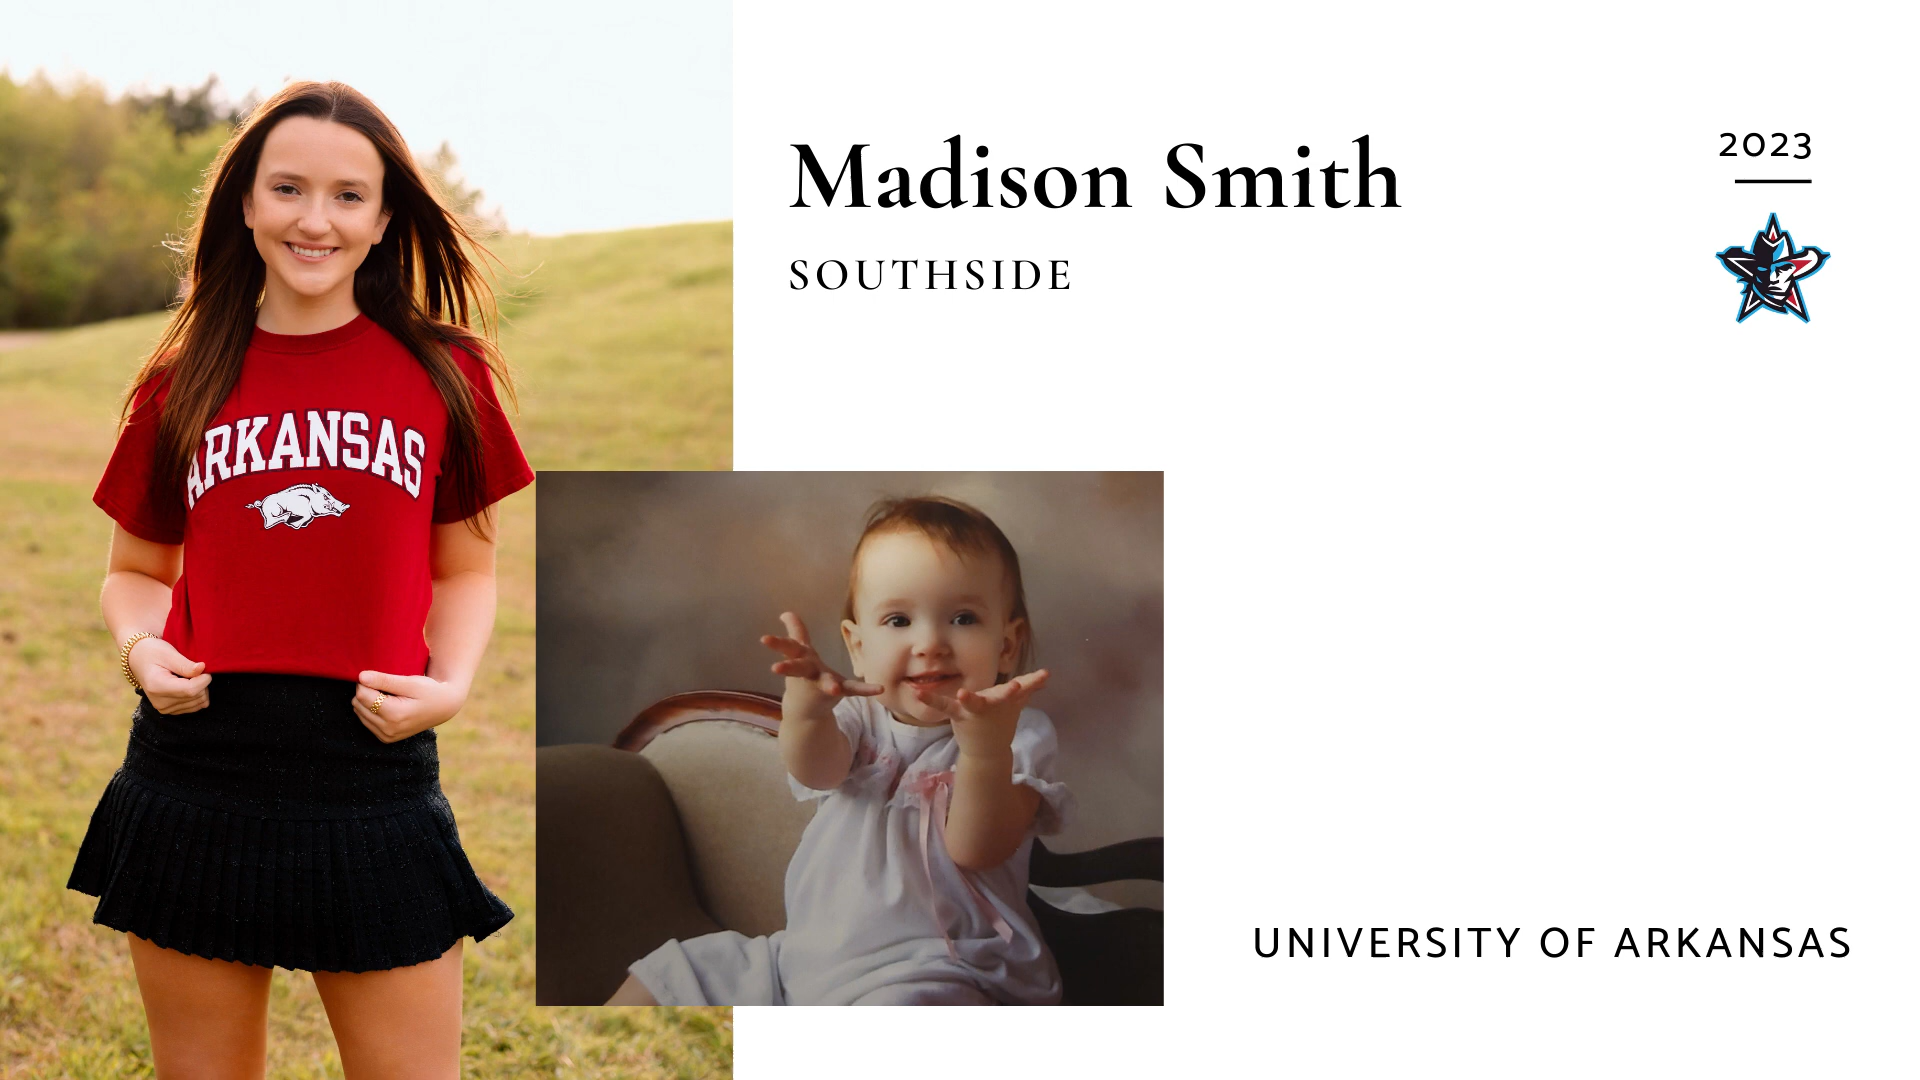 Madison Smith
SOUTHSIDE
2023
ARKANSAS
UNIVERSITY OF ARKANSAS